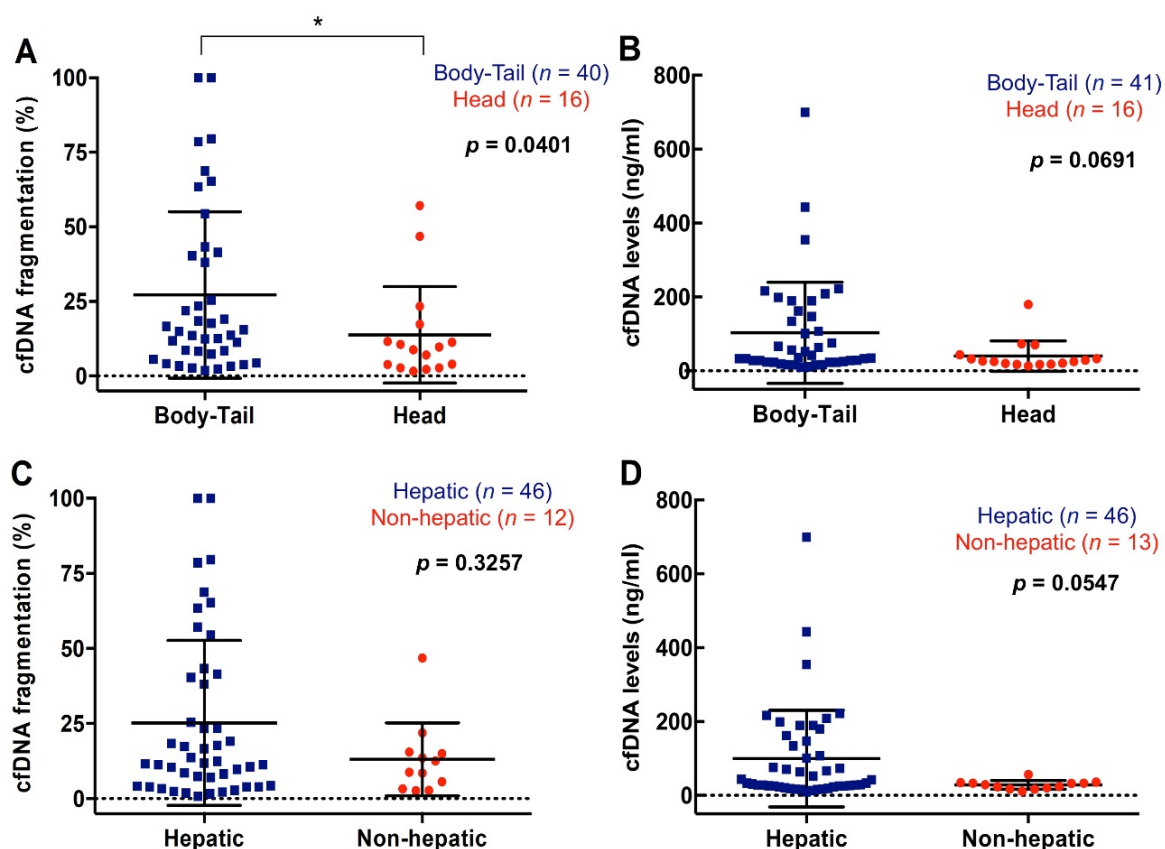 *
A
Body-Tail (n = 40)
Head (n = 16)
p = 0.0401
cfDNA fragmentation (%)
100
75
50
25
0
Body-Tail
Head
B
Body-Tail (n = 41)
Head (n = 16)
p = 0.0691
cfDNA levels (ng/ml)
800
600
400
200
0
Body-Tail
Head
C
Hepatic (n = 46)
Non-hepatic (n = 12)
p = 0.3257
cfDNA fragmentation (%)
100
75
50
25
0
Hepatic
Non-hepatic
D
Hepatic (n = 46)
Non-hepatic (n = 13)
p = 0.0547
cfDNA levels (ng/ml)
800
600
400
200
0
Hepatic
Non-hepatic